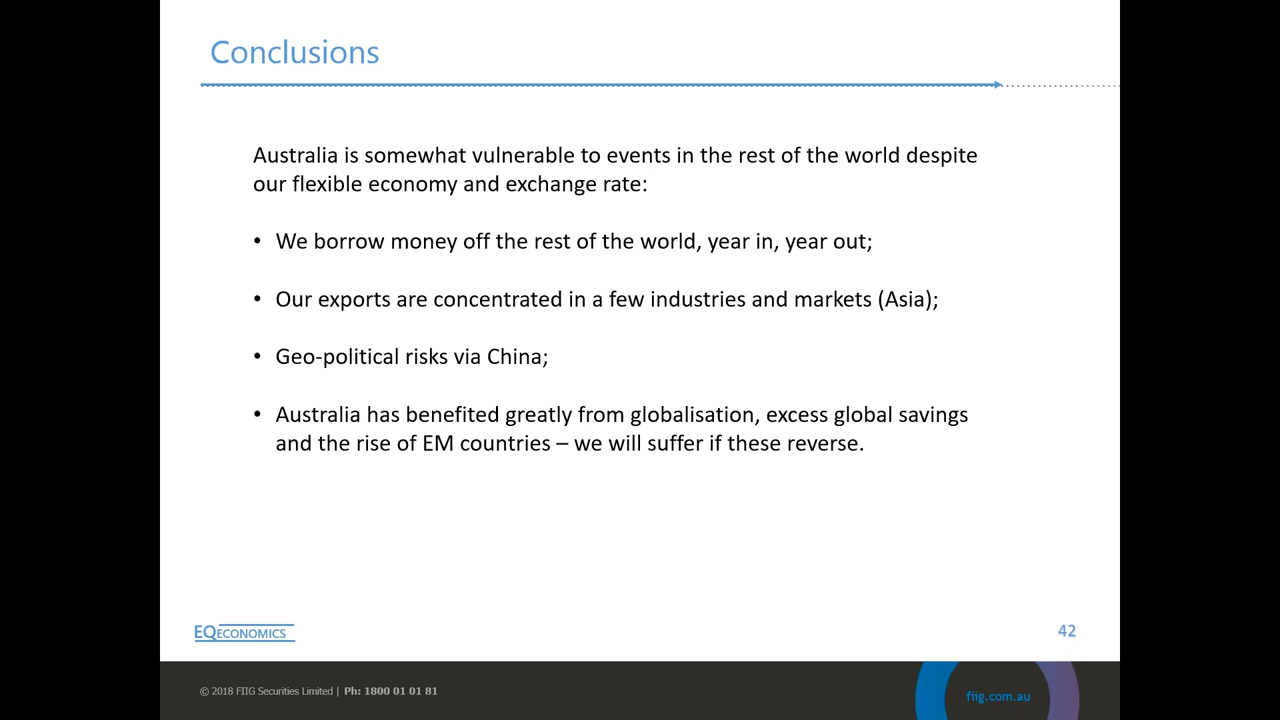 Conclusions
Australia is somewhat vulnerable to events in the rest of the world despite
our flexible economy and exchange rate:
• We borrow money off the rest of the world, year in, year out;
• Our exports are concentrated in a few industries and markets (Asia);
• Geo-political risks via China;
• Australia has benefited greatly from globalisation, excess global savings
and the rise of EM countries – we will suffer if these reverse.
EQECONOMICS
42
© 2018 FIIG Securities Limited | Ph: 1800 01 01 81
fiig.com.au